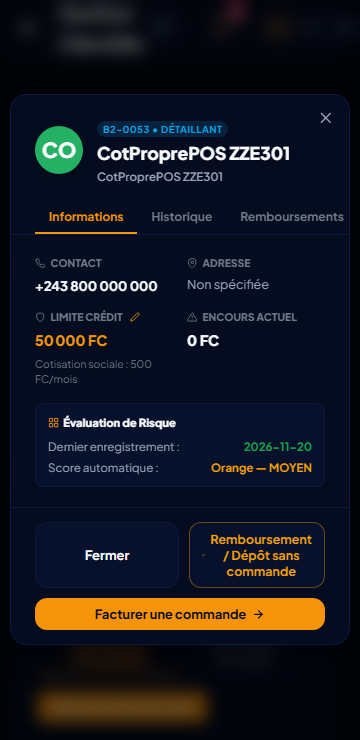 B2-0053 • DÉTAILLANT
CO
CotProprePOS ZZE301
CotProprePOS ZZE301
Informations Historique Remboursements
CONTACT
+243 800 000 000
ADRESSE
Non spécifiée
LIMITE CRÉDIT
50 000 FC
Cotisation sociale : 500
FC/mois
ENCOURS ACTUEL
0 FC
Évaluation de Risque
Dernier enregistrement : 2026-11-20
Score automatique : Orange — MOYEN
Fermer
Remboursement
/ Dépôt sans
commande
Facturer une commande →